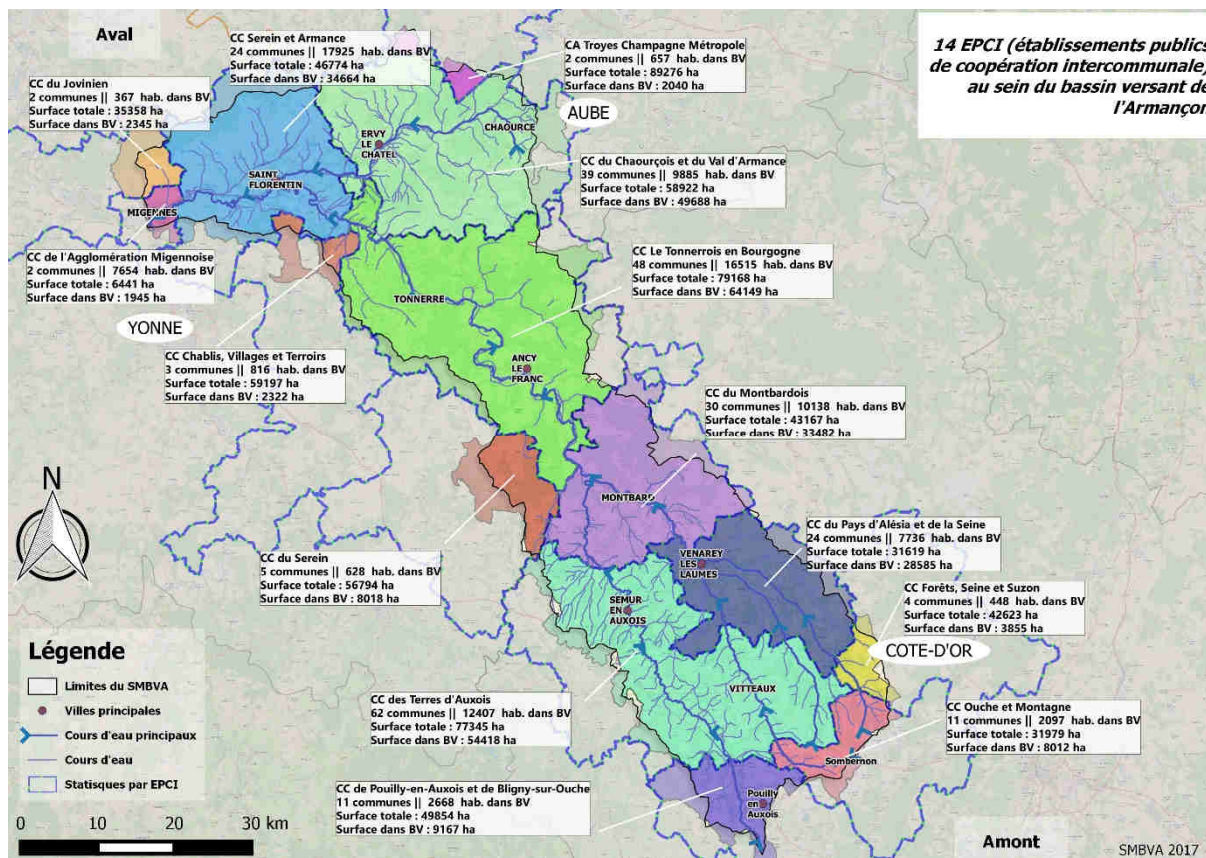 Aval
14 EPCI (établissements publics
de coopération intercommunale)
au sein du bassin versant de
l'Armançon
CC Serein et Armance
24 communes || 17925 hab. dans BV
Surface totale : 46774 ha
Surface dans BV : 34664 ha
CA Troyes Champagne Métropole
2 communes || 657 hab. dans BV
Surface totale : 89276 ha
Surface dans BV : 2040 ha
CC du Jovinien
2 communes || 367 hab. dans BV
Surface totale : 35358 ha
Surface dans BV : 2345 ha
AUBE
CHAOURCE
ERVY
LE
CHATEL
CC du Chaourçois et du Val d'Armance
39 communes || 9885 hab. dans BV
Surface totale : 58922 ha
Surface dans BV : 49688 ha
SAINT
FLORENTIN
MIGENNES
CC de l'Agglomération Migennoise
2 communes || 7654 hab. dans BV
Surface totale : 6441 ha
Surface dans BV : 1945 ha
CC Le Tonnerrois en Bourgogne
48 communes || 16515 hab. dans BV
Surface totale : 79168 ha
Surface dans BV : 64149 ha
TONNERRE
YONNE
CC Chablis, Villages et Terroirs
3 communes || 816 hab. dans BV
Surface totale : 59197 ha
Surface dans BV : 2322 ha
ANCY
LE
FRANC
CC du Montbardois
30 communes || 10138 hab. dans BV
Surface totale : 43167 ha
Surface dans BV : 33482 ha
N
MONTBARD
CC du Pays d'Alésia et de la Seine
24 communes || 7736 hab. dans BV
Surface totale : 31619 ha
Surface dans BV : 28585 ha
CC du Serein
5 communes || 628 hab. dans BV
Surface totale : 56794 ha
Surface dans BV : 8018 ha
VENAREY
LES
LAUMES
CC Forêts, Seine et Suzon
4 communes || 448 hab. dans BV
Surface totale : 42623 ha
Surface dans BV : 3855 ha
SEMUR
EN
AUXOIS
COTE-D'OR
Légende
Limites du SMBVA
Villes principales
Cours d'eau principaux
Cours d'eau
Statisques par EPCI
CC des Terres d'Auxois
62 communes || 12407 hab. dans BV
Surface totale : 77345 ha
Surface dans BV : 54418 ha
VITTEAUX
CC Ouche et Montagne
11 communes || 2097 hab. dans BV
Surface totale : 31979 ha
Surface dans BV : 8012 ha
Sombernon
CC de Pouilly-en-Auxois et de Bligny-sur-Ouche
11 communes || 2668 hab. dans BV
Surface totale : 49854 ha
Surface dans BV : 9167 ha
Pouilly
en
Auxois
0 10 20 30 km
Amont
SMBVA 2017